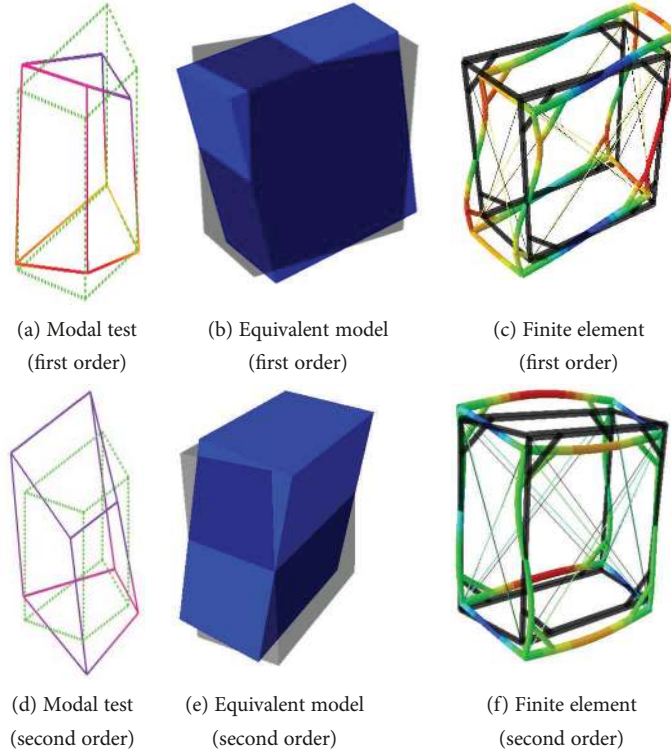 (a) Modal test
(first order)
(b) Equivalent model
(first order)
(c) Finite element
(first order)
(d) Modal test
(second order)
(e) Equivalent model
(second order)
(f) Finite element
(second order)